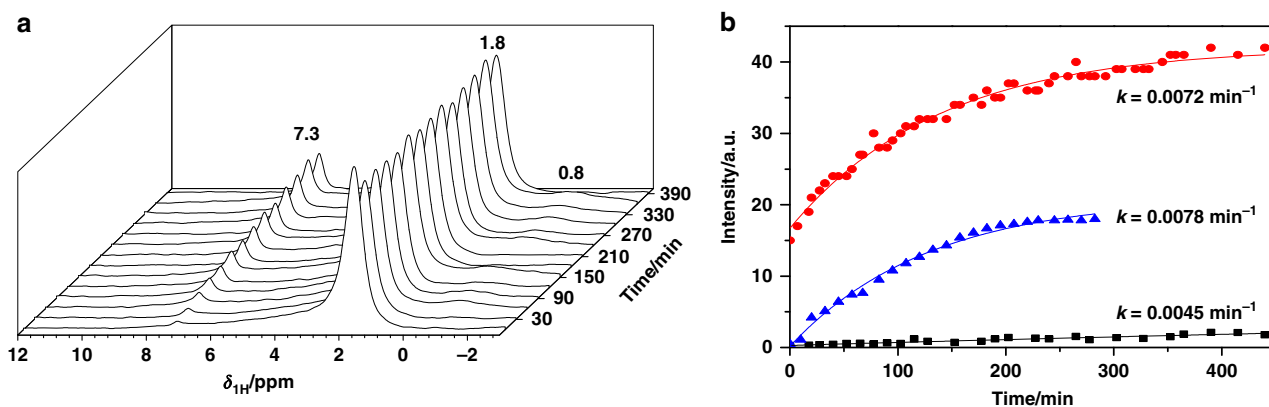 a
1.8
7.3
0.8
390
330
270
210
150
90
30
Time/min
12 10 8 6 4 2 0 −2
δ1H/ppm
b
40
30
20
10
0
Intensity/a.u.
k = 0.0072 min−1
k = 0.0078 min−1
k = 0.0045 min−1
0 100 200 300 400
Time/min